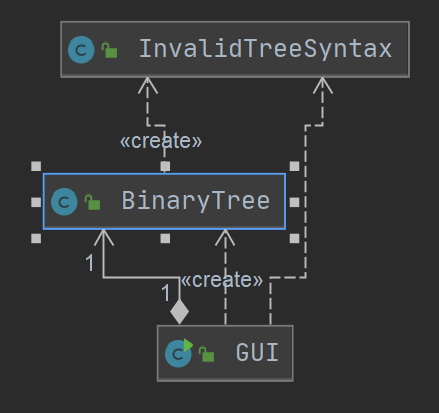 InvalidTreeSyntax
«create»
BinaryTree
1
«create»
1
GUI